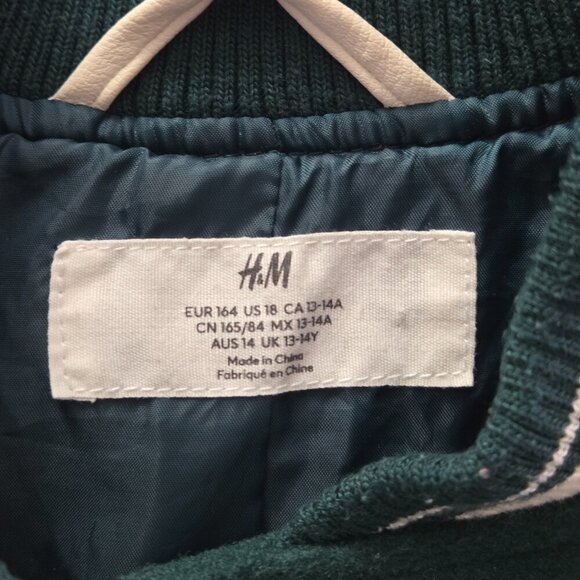 H&M
EUR 164 US 18 CA 13-14A
CN 165/84 MX 13-14A
AUS 14 UK 13-14Y
Made in China
Fabriqué en Chine